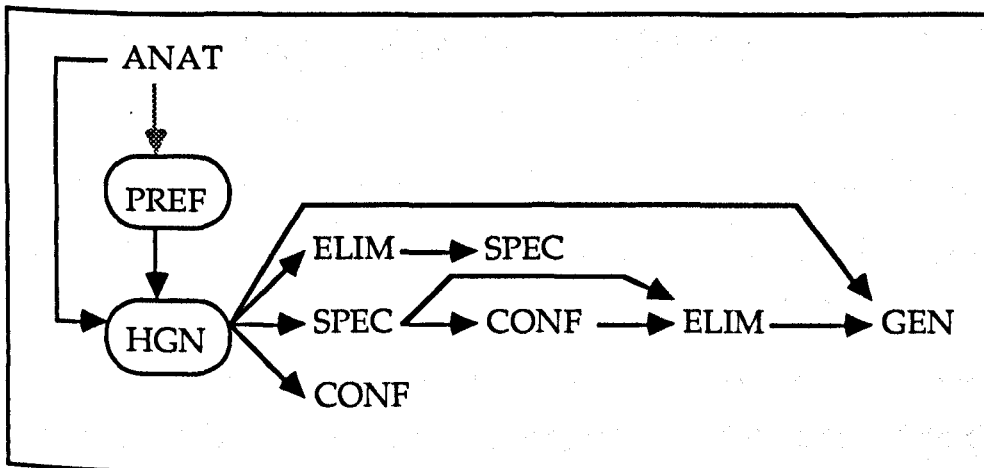 ANAT
PREF
ELIM SPEC
HGN SPEC CONF ELIM GEN
CONF